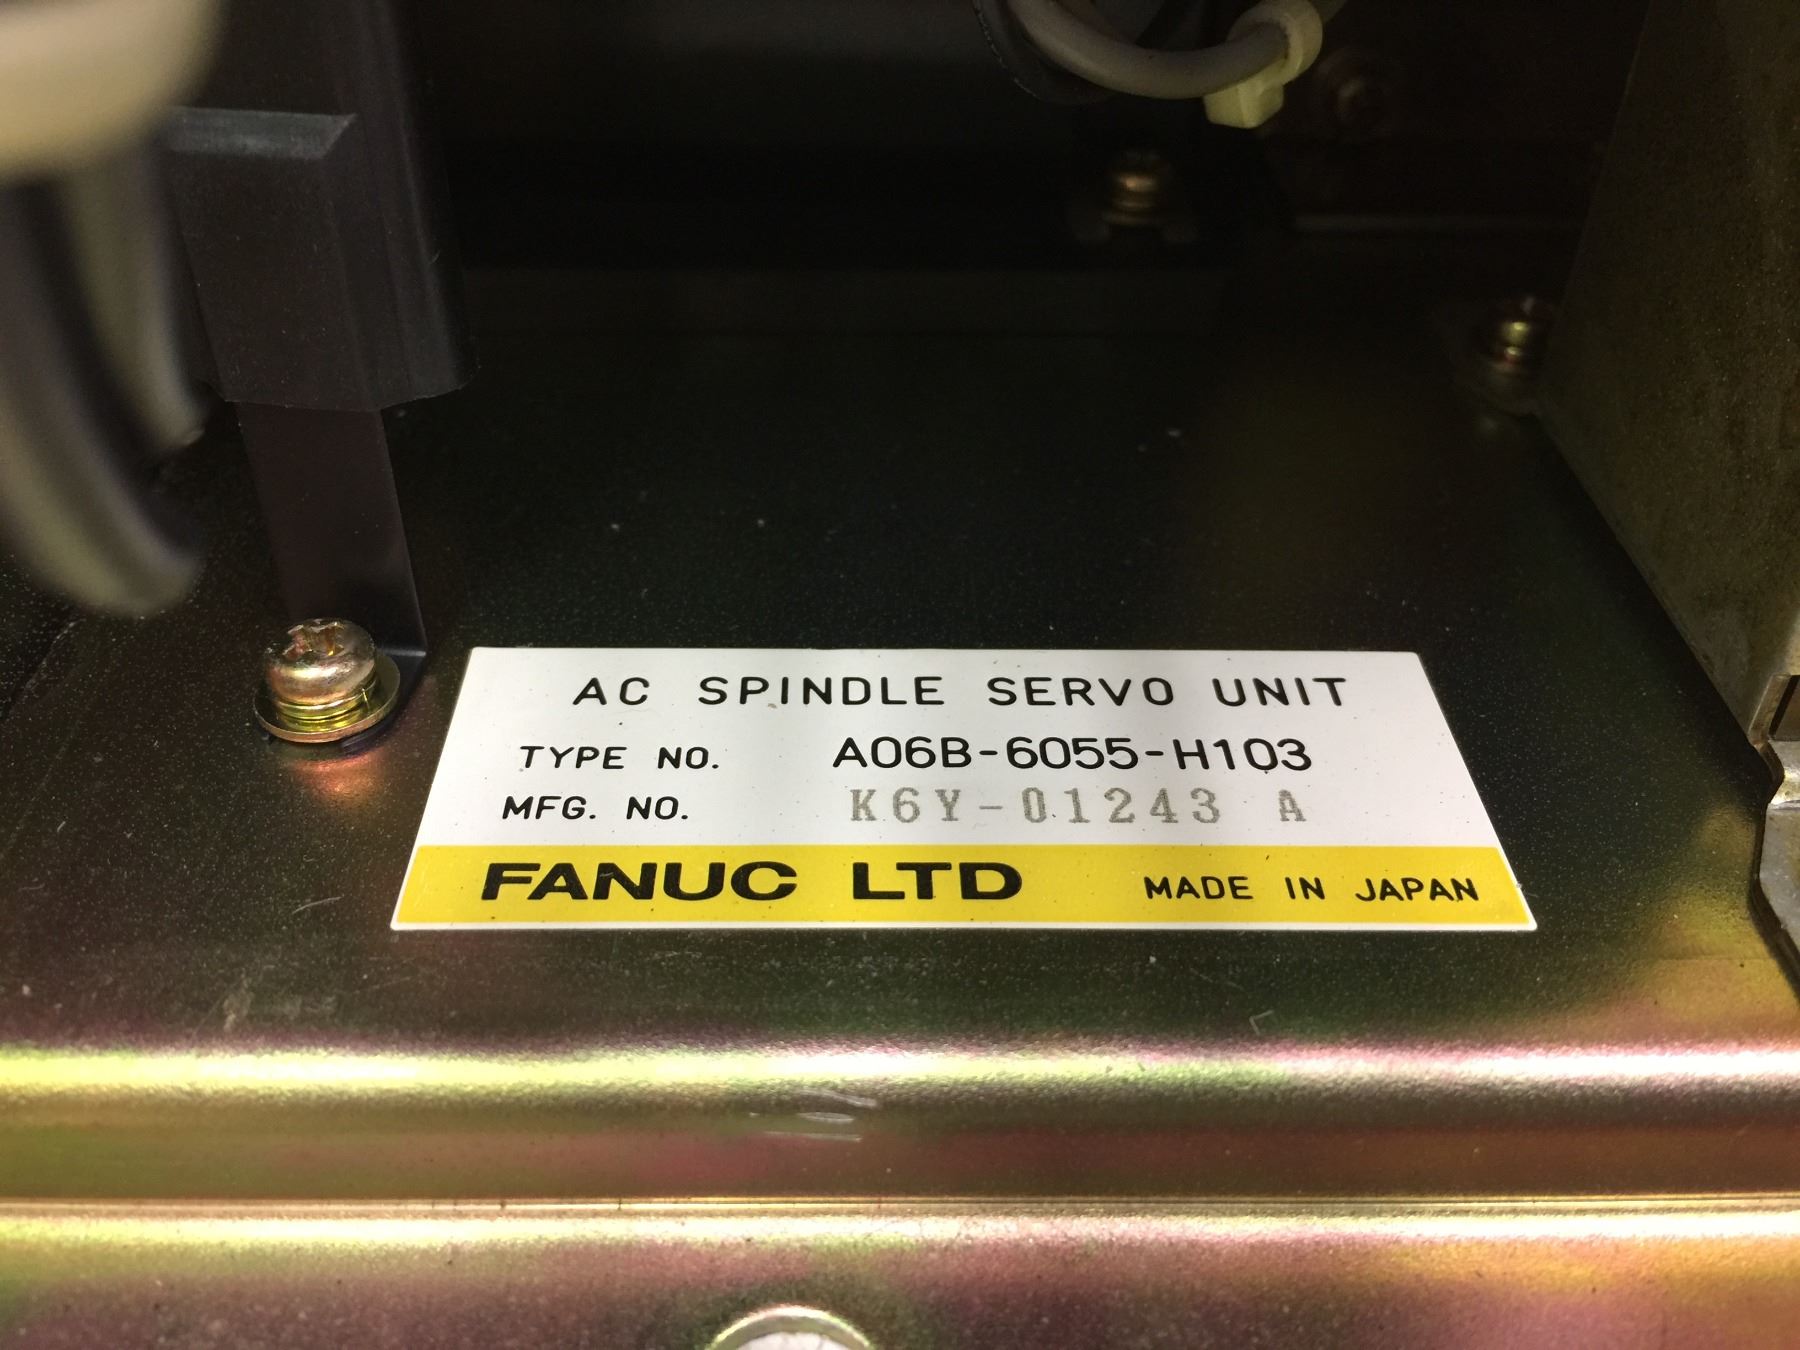 AC SPINDLE SERVO UNIT
TYPE NO. A06B-6055-H103
MFG. NO. K6Y-01243 A
FANUC LTD MADE IN JAPAN